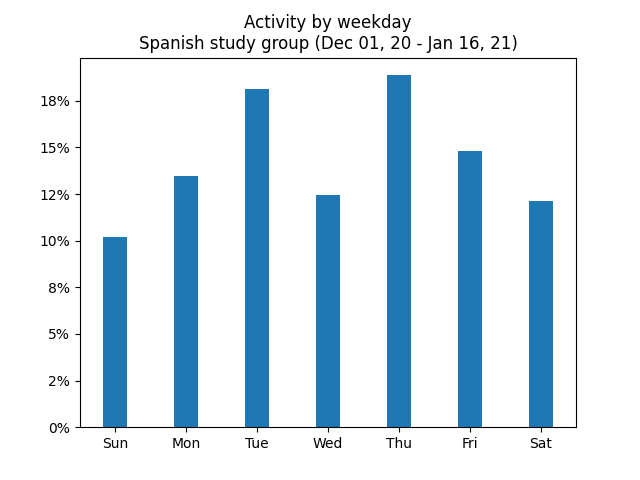 Activity by weekday
Spanish study group (Dec 01, 20 - Jan 16, 21)
18%
15%
12%
10%
8%
5%
2%
0%
Sun Mon Tue Wed Thu Fri Sat